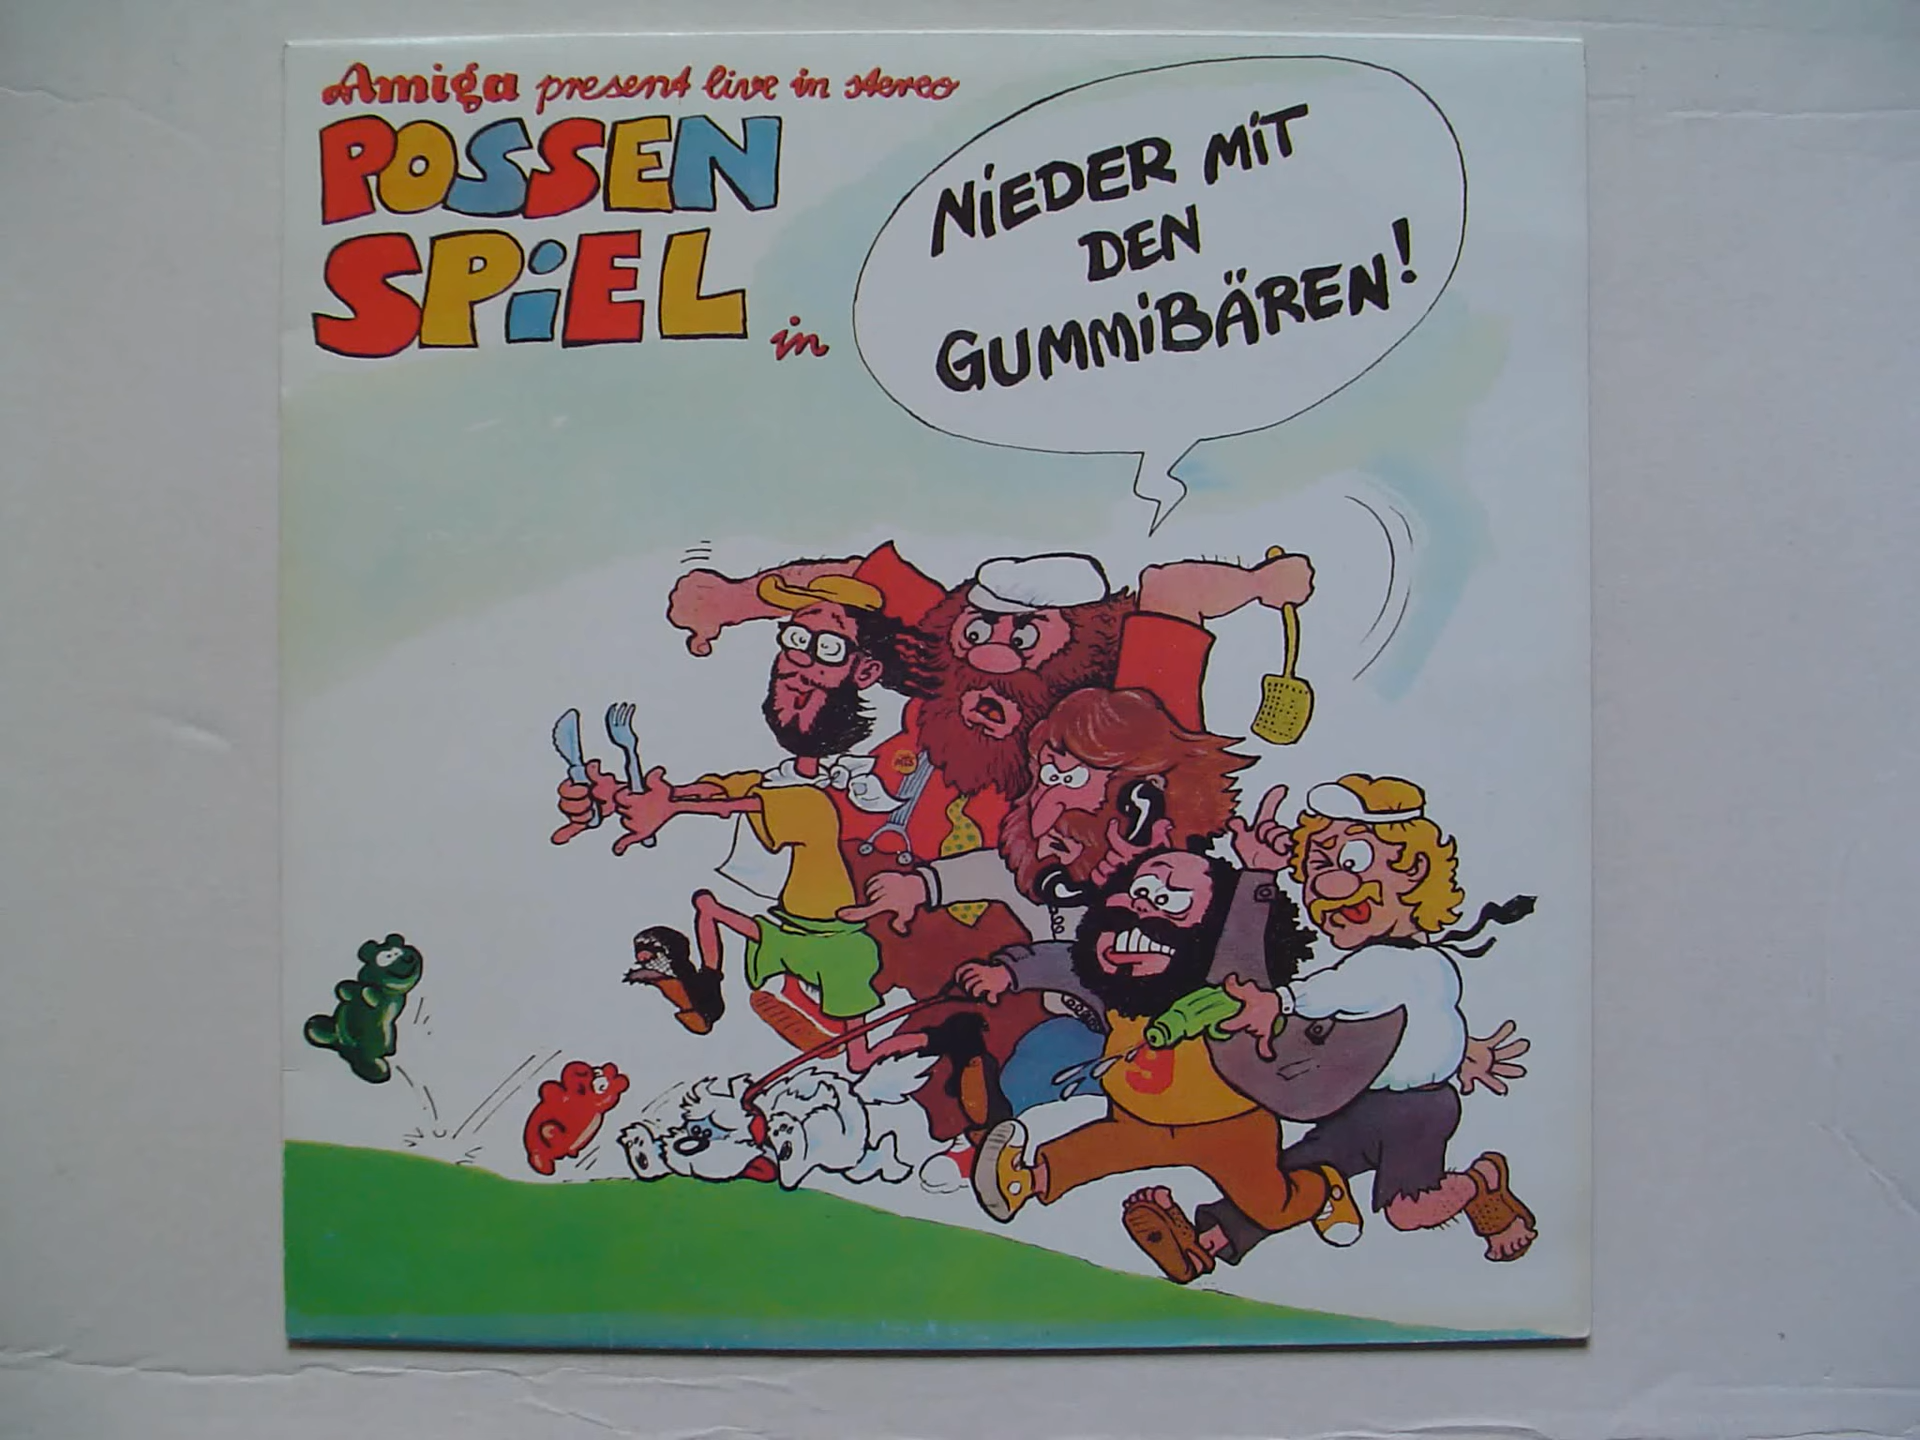 Amiga present live in stereo
POSSEN
SPiEL
in
NiEDER MiT
DEN
GUMMiBÄREN!